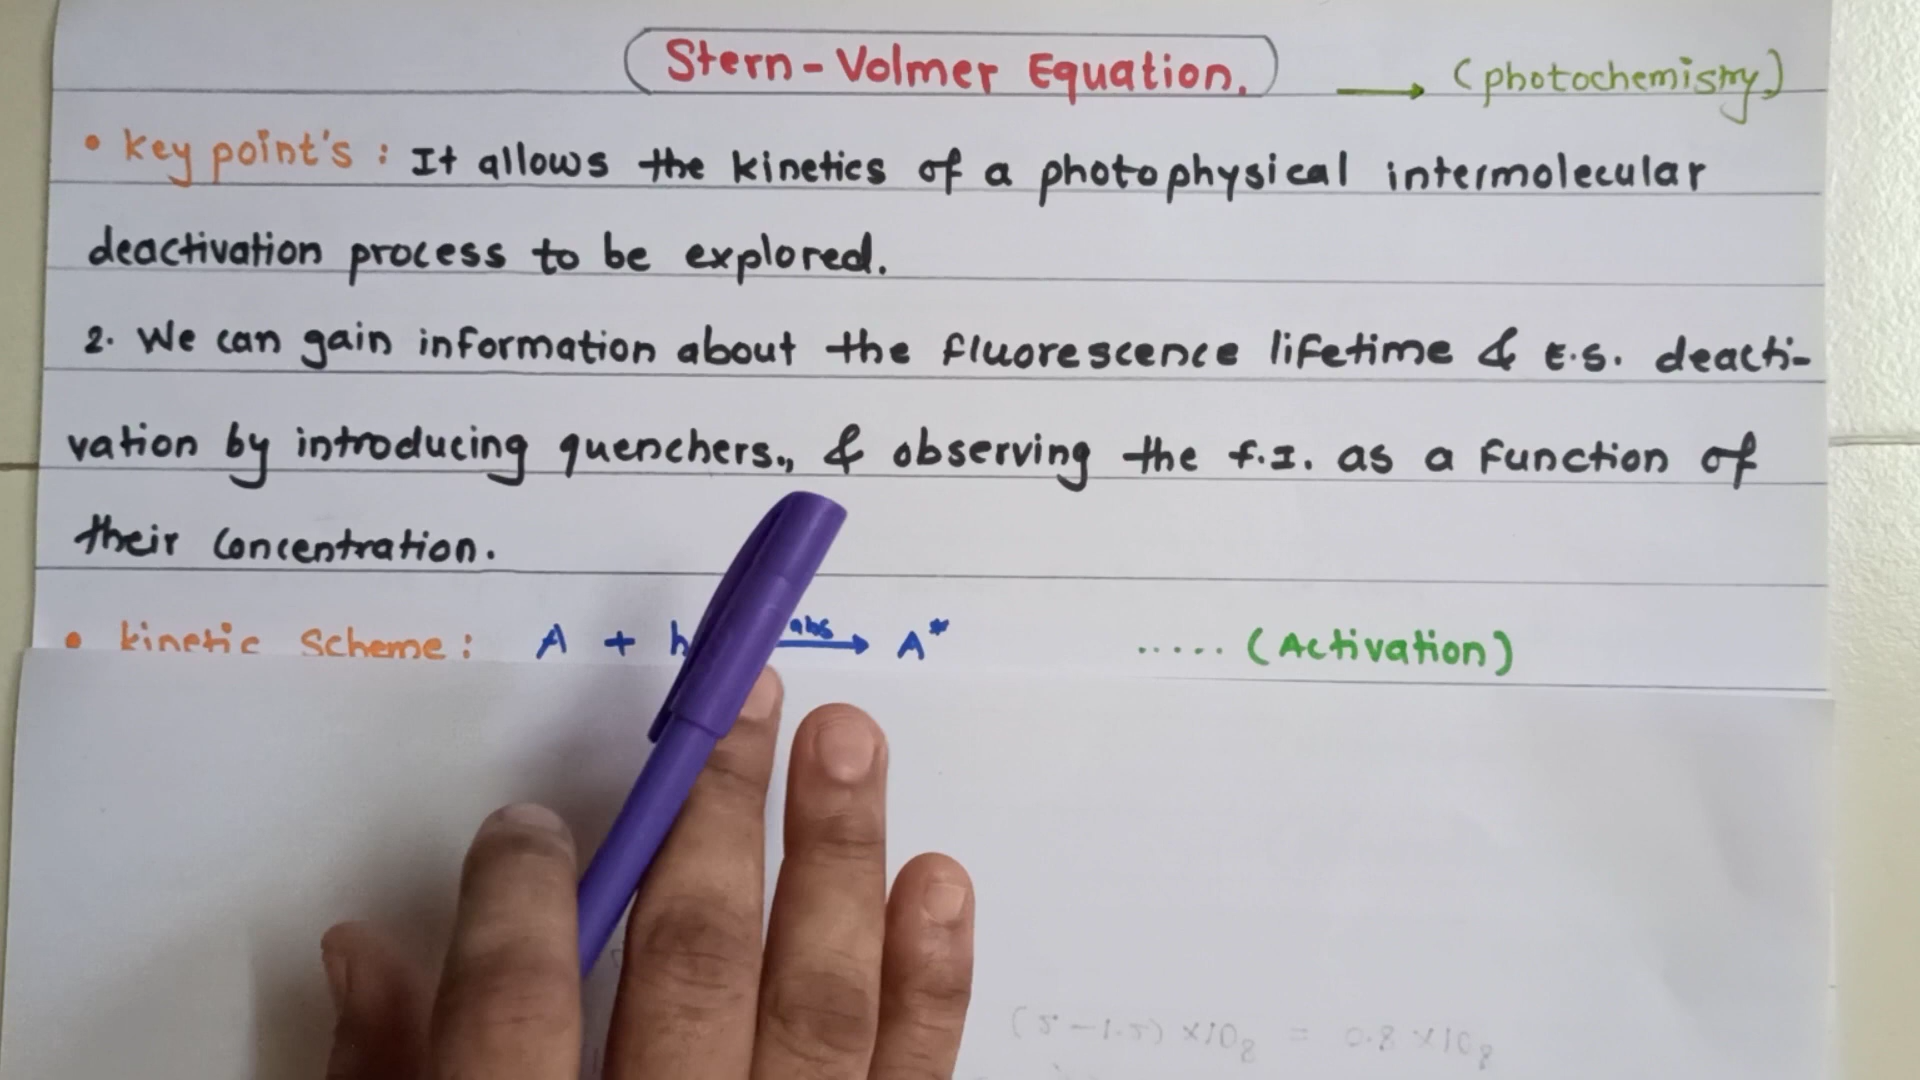 Stern-Volmer Equation. → (photochemistry)
• Key point's : It allows the kinetics of a photophysical intermolecular
deactivation process to be explored.
2. We can gain information about the fluorescence lifetime & E.S. deacti-
vation by introducing quenchers., & observing the f.I. as a function of
their concentration.
• kinetic Scheme : A + h abs → A* ..... (Activation)